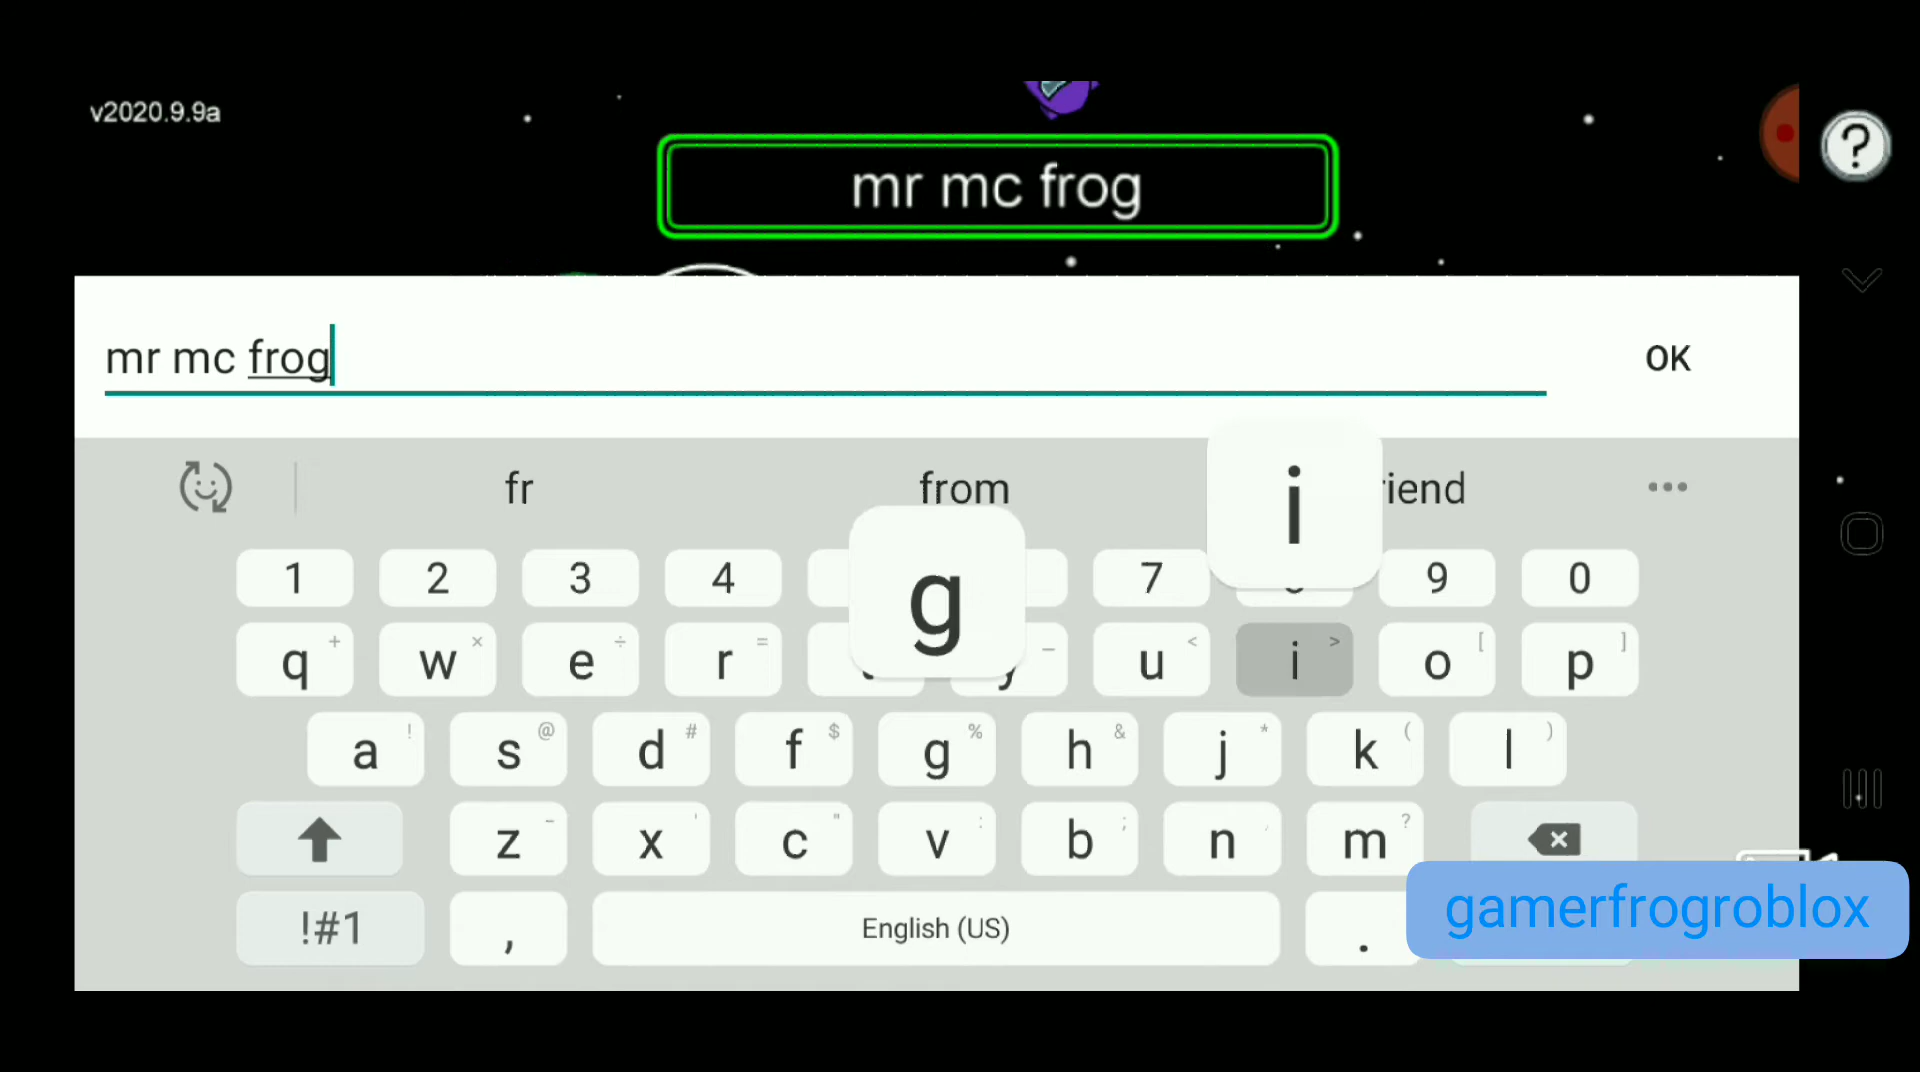 v2020.9.9a
?
mr mc frog
mr mc frog
OK
fr from riend
g i
1 2 3 4 7 9 0
q + w × e ÷ r = y – u < i > o [ p ]
a ! s @ d # f $ g % h & j * k ( l )
z x ' c " v : b ; n m ?
!#1 , English (US) .
gamerfrogroblox